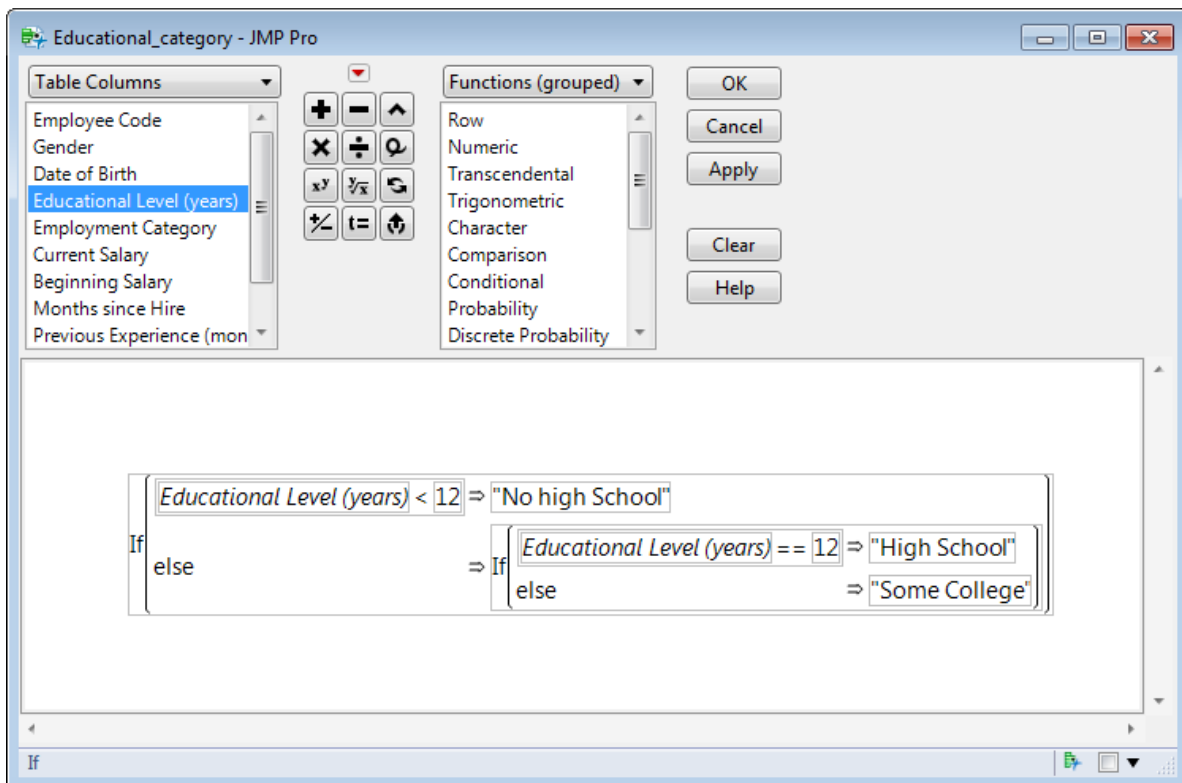 Educational_category - JMP Pro
Table Columns
Functions (grouped)
OK
Employee Code
Gender
Date of Birth
Educational Level (years)
Employment Category
Current Salary
Beginning Salary
Months since Hire
Previous Experience (mon
xʸ
y√x
t=
Row
Numeric
Transcendental
Trigonometric
Character
Comparison
Conditional
Probability
Discrete Probability
Cancel
Apply
Clear
Help
If
Educational Level (years) < 12 ⇒ "No high School"
else ⇒ If
Educational Level (years) == 12 ⇒ "High School"
else ⇒ "Some College"
If